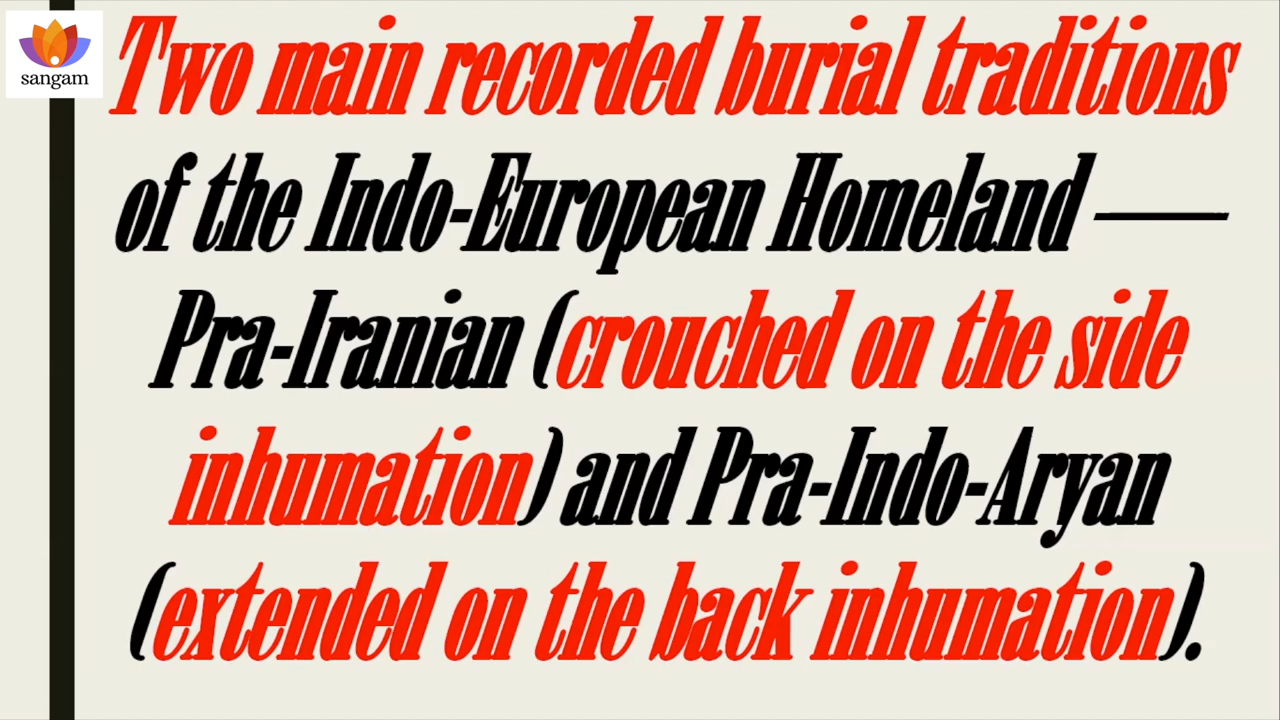 sangam
Two main recorded burial traditions
of the Indo-European Homeland —
Pra-Iranian (crouched on the side
inhumation) and Pra-Indo-Aryan
(extended on the back inhumation).